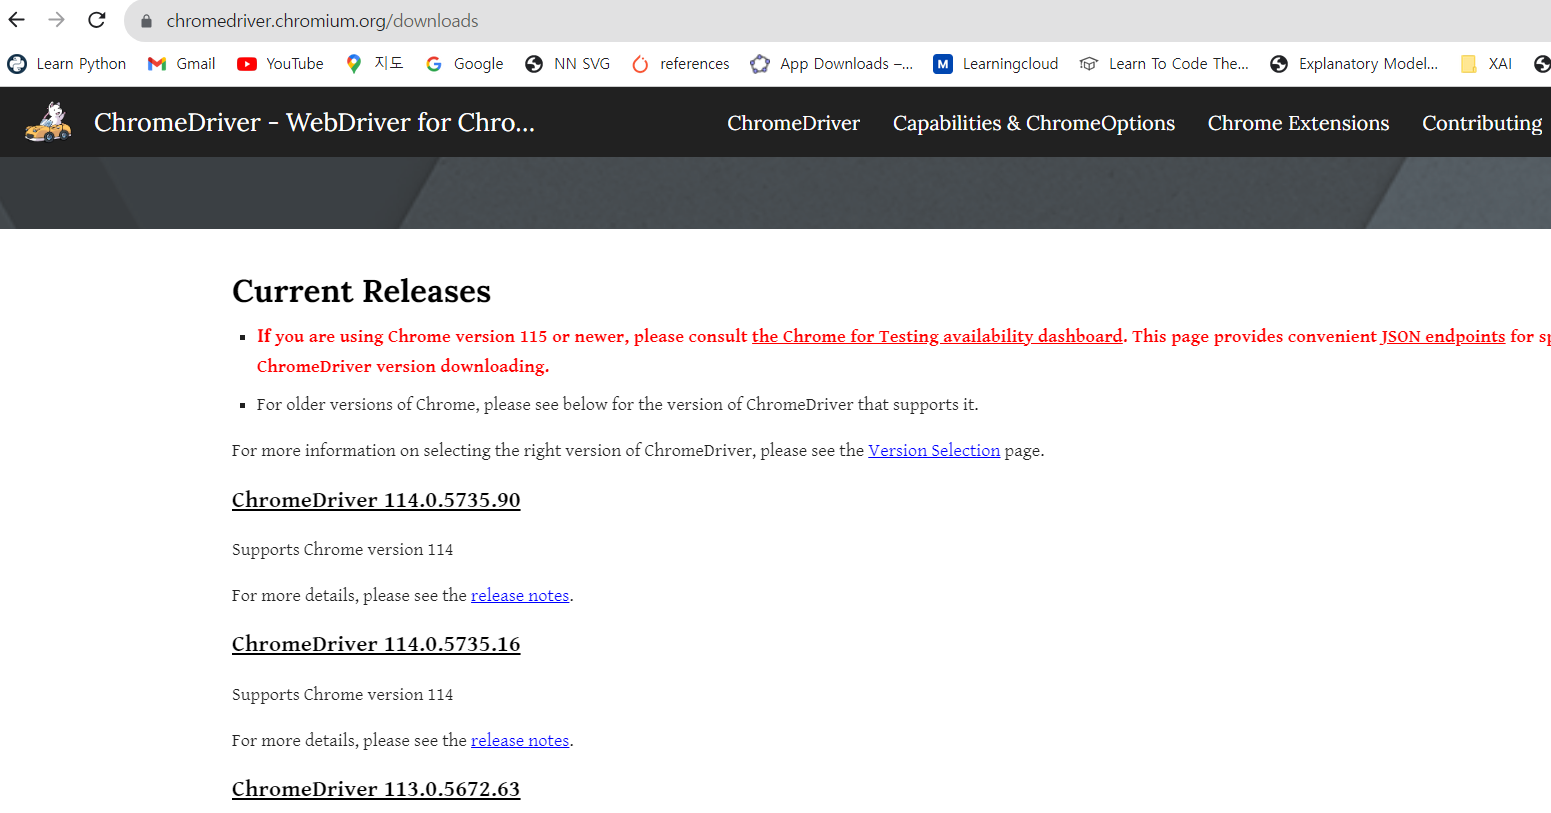 chromedriver.chromium.org/downloads
Learn Python Gmail YouTube 지도 Google NN SVG references App Downloads –... Learningcloud Learn To Code The... Explanatory Model... XAI
ChromeDriver - WebDriver for Chro... ChromeDriver Capabilities & ChromeOptions Chrome Extensions Contributing
Current Releases
If you are using Chrome version 115 or newer, please consult the Chrome for Testing availability dashboard. This page provides convenient JSON endpoints for
ChromeDriver version downloading.
For older versions of Chrome, please see below for the version of ChromeDriver that supports it.
For more information on selecting the right version of ChromeDriver, please see the Version Selection page.
ChromeDriver 114.0.5735.90
Supports Chrome version 114
For more details, please see the release notes.
ChromeDriver 114.0.5735.16
Supports Chrome version 114
For more details, please see the release notes.
ChromeDriver 113.0.5672.63